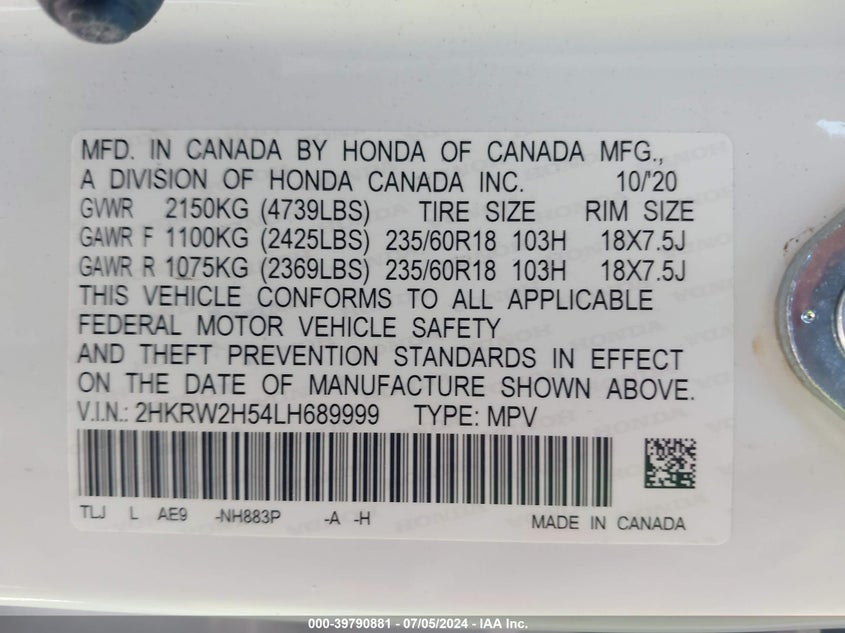 MFD. IN CANADA BY HONDA OF CANADA MFG.,
A DIVISION OF HONDA CANADA INC. 10/'20
GVWR 2150KG (4739LBS) TIRE SIZE RIM SIZE
GAWR F 1100KG (2425LBS) 235/60R18 103H 18X7.5J
GAWR R 1075KG (2369LBS) 235/60R18 103H 18X7.5J
THIS VEHICLE CONFORMS TO ALL APPLICABLE
FEDERAL MOTOR VEHICLE SAFETY
AND THEFT PREVENTION STANDARDS IN EFFECT
ON THE DATE OF MANUFACTURE SHOWN ABOVE.
V.I.N.: 2HKRW2H54LH689999 TYPE: MPV
TLJ L AE9 -NH883P -A -H MADE IN CANADA
000-39790881 - 07/05/2024 - IAA Inc.